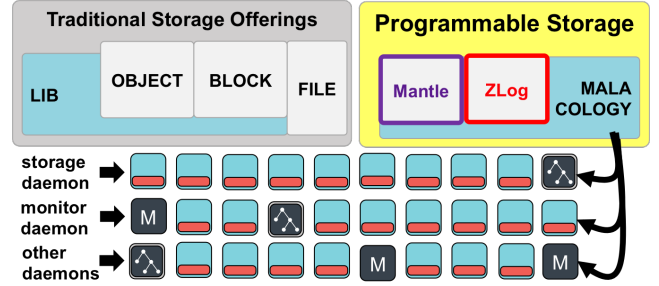 Traditional Storage Offerings
LIB
OBJECT
BLOCK
FILE
Programmable Storage
Mantle
ZLog
MALA
COLOGY
storage
daemon
monitor
daemon
M
other
daemons
M
M